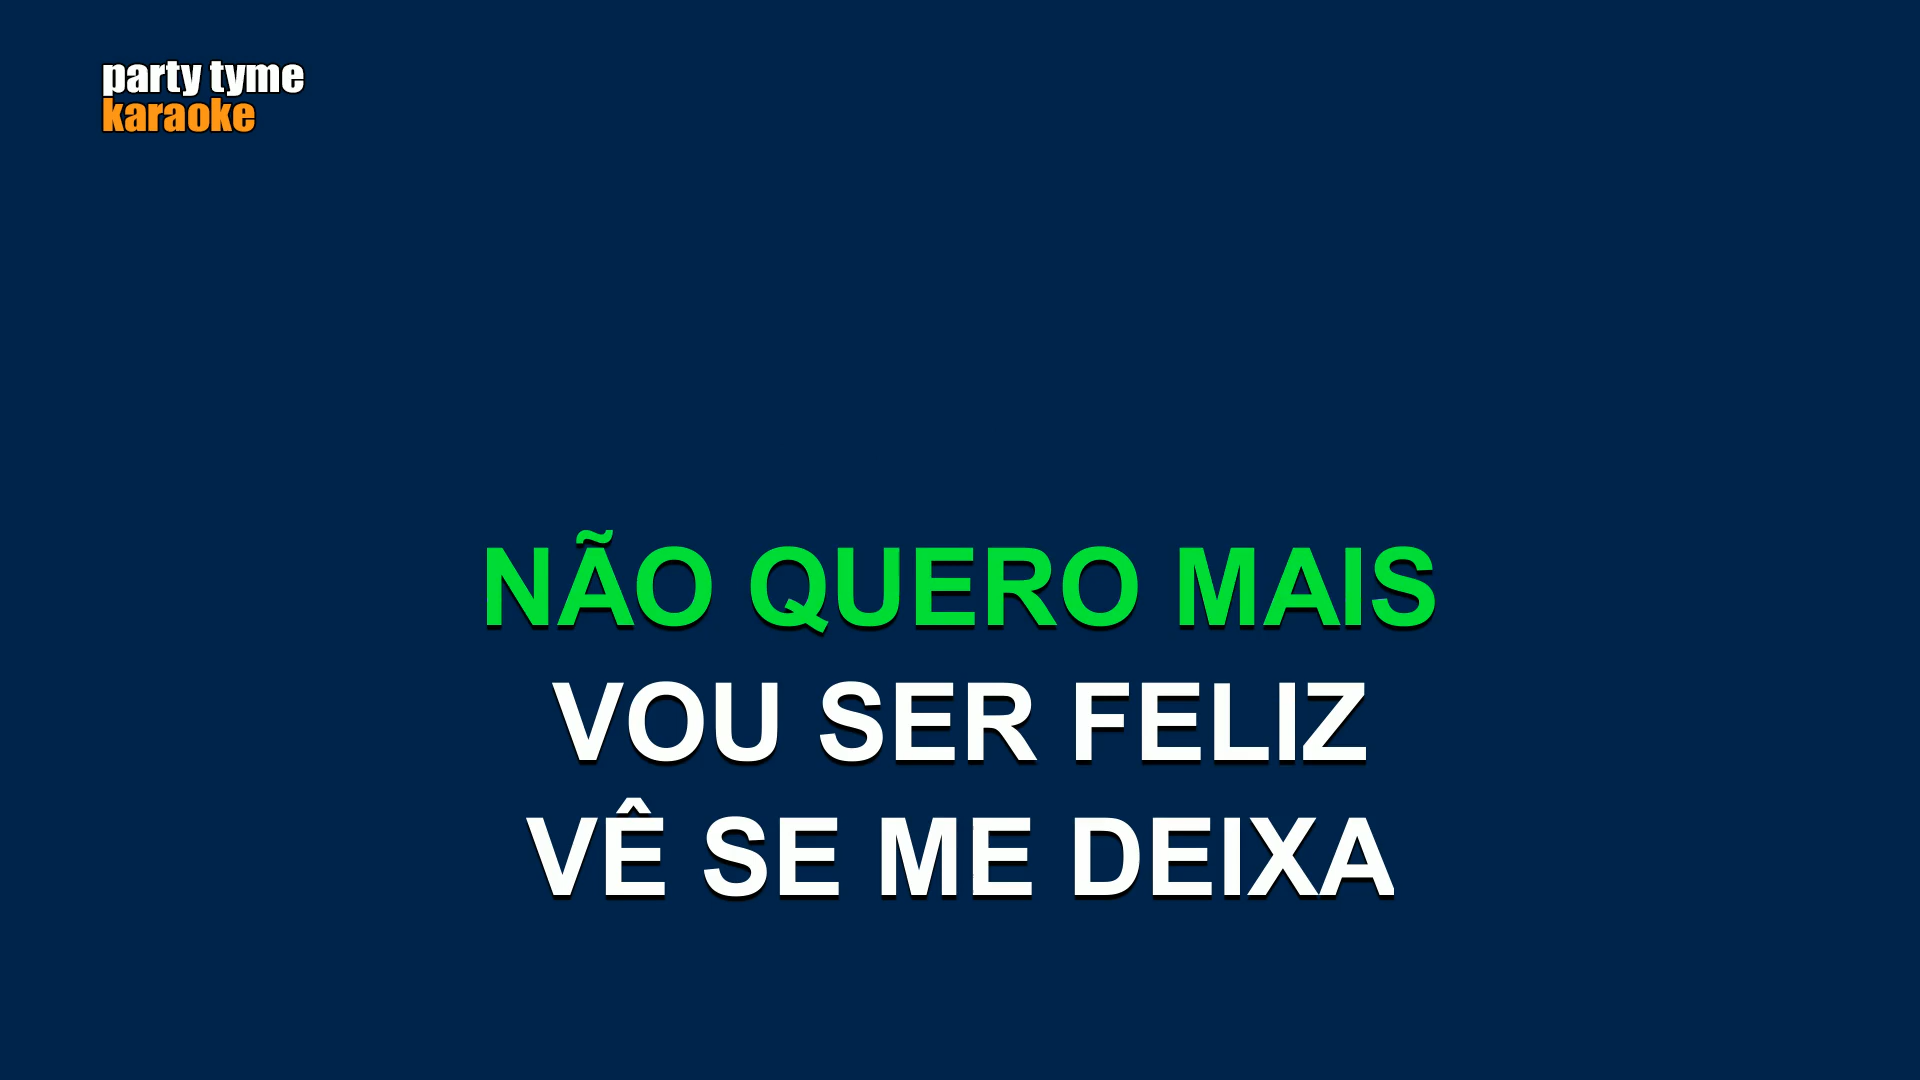 party tyme
karaoke
NÃO QUERO MAIS
VOU SER FELIZ
VÊ SE ME DEIXA